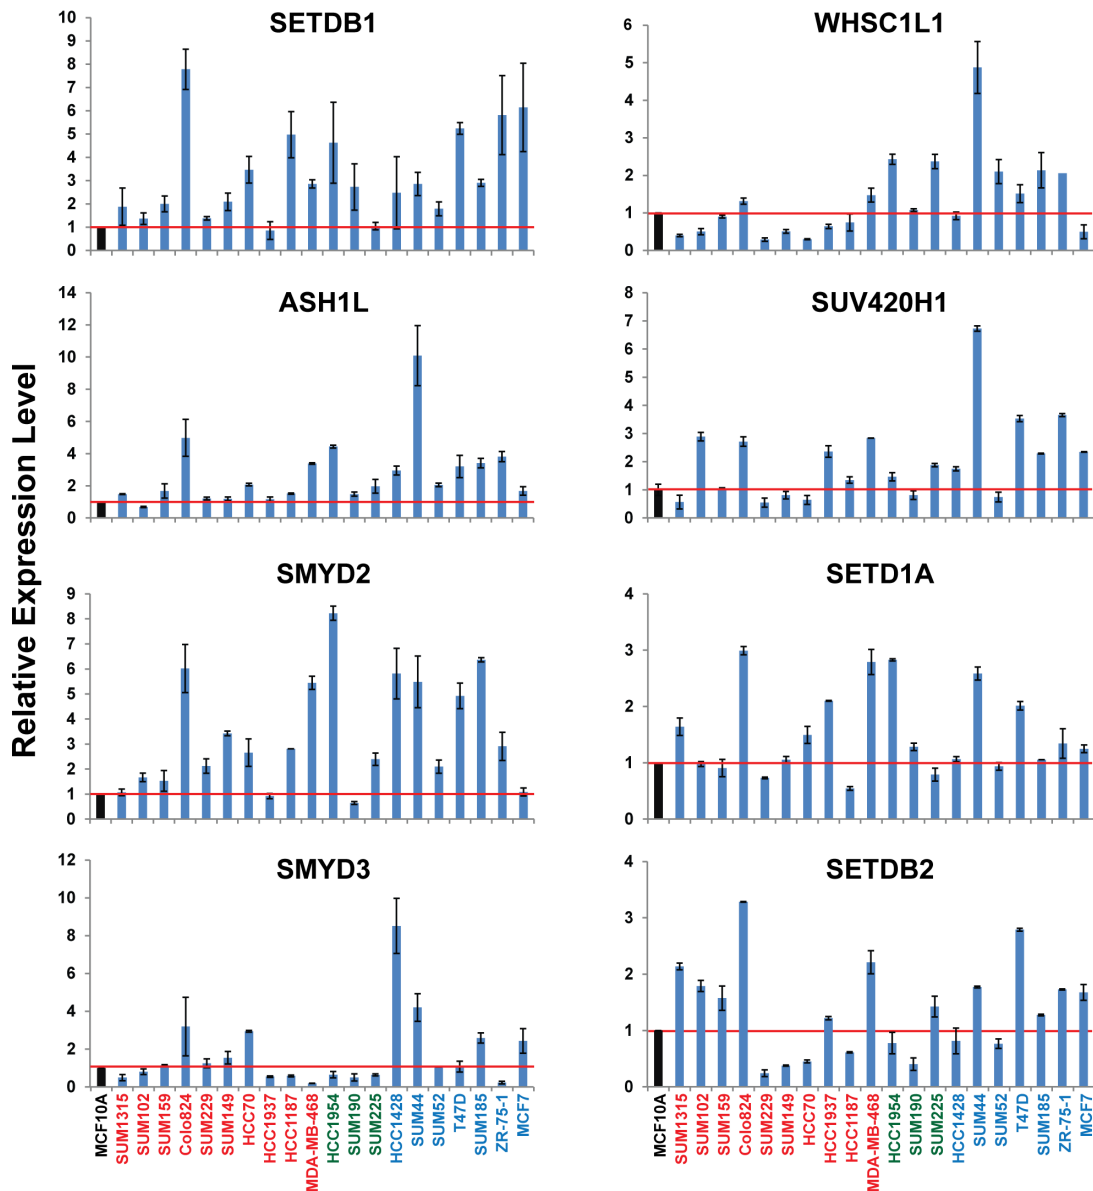 Relative Expression Level
SETDB1
10
9
8
7
6
5
4
3
2
1
0
WHSC1L1
6
5
4
3
2
1
0
ASH1L
14
12
10
8
6
4
2
0
SUV420H1
8
7
6
5
4
3
2
1
0
SMYD2
9
8
7
6
5
4
3
2
1
0
SETD1A
4
3
2
1
0
SMYD3
12
10
8
6
4
2
0
MCF10A
SUM1315
SUM102
SUM159
Colo824
SUM229
SUM149
HCC70
HCC1937
HCC1187
MDA-MB-468
HCC1954
SUM190
SUM225
HCC1428
SUM44
SUM52
T47D
SUM185
ZR-75-1
MCF7
SETDB2
4
3
2
1
0
MCF10A
SUM1315
SUM102
SUM159
Colo824
SUM229
SUM149
HCC70
HCC1937
HCC1187
MDA-MB-468
HCC1954
SUM190
SUM225
HCC1428
SUM44
SUM52
T47D
SUM185
ZR-75-1
MCF7